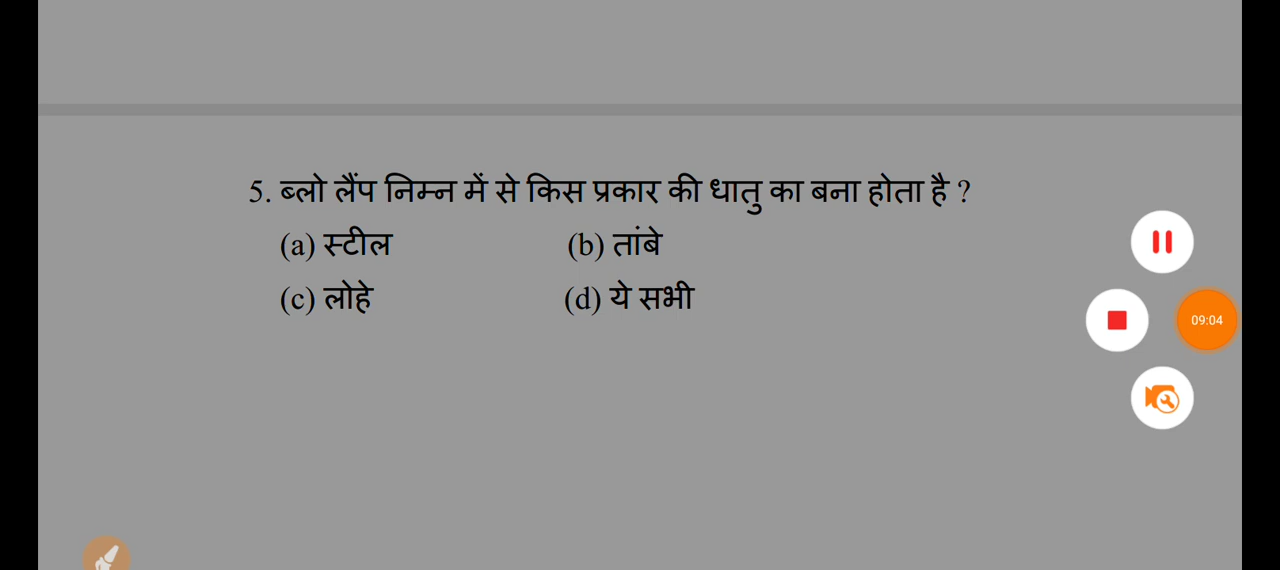 5. ब्लो लैंप निम्न में से किस प्रकार की धातु का बना होता है ?
(a) स्टील (b) तांबे
(c) लोहे (d) ये सभी
09:04